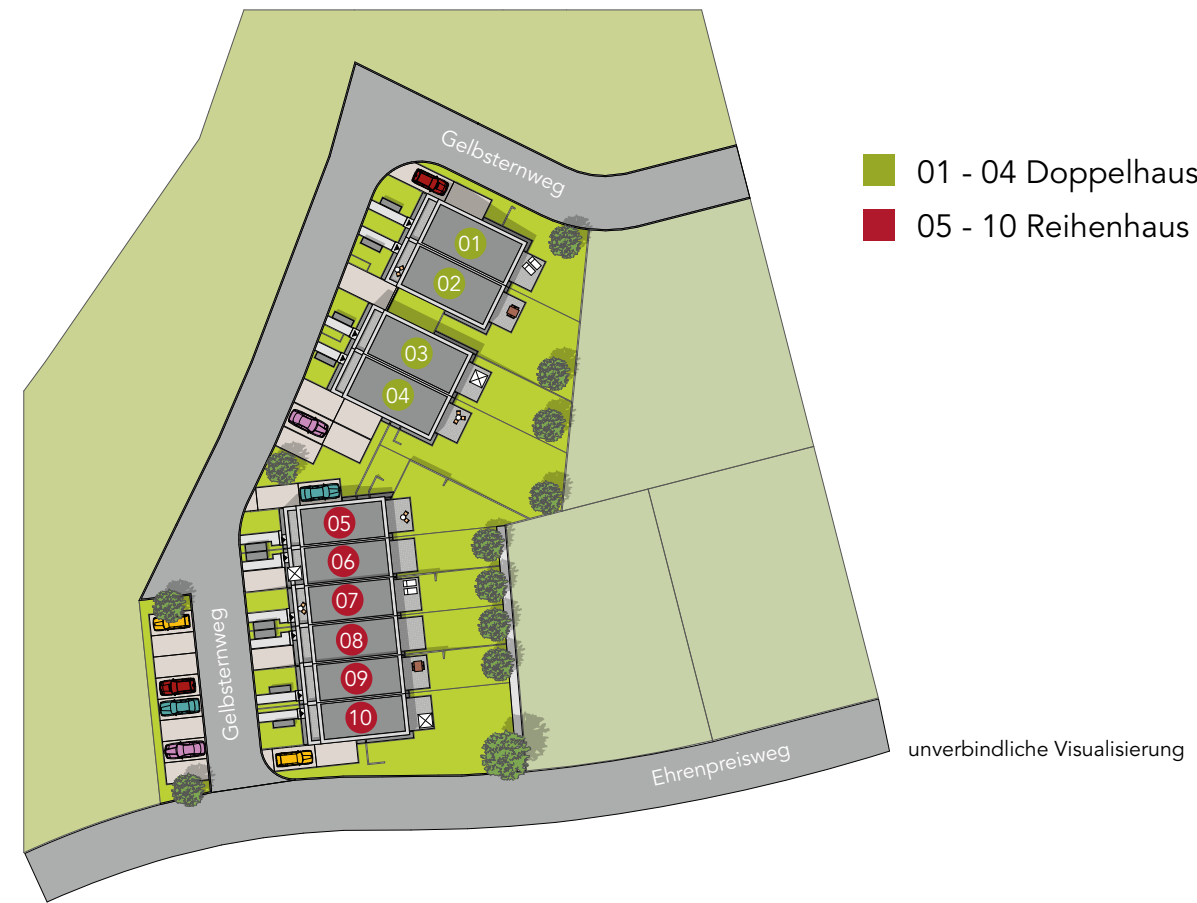 Gelbsternweg
01 - 04 Doppelhaus
05 - 10 Reihenhaus
01
02
03
04
05
06
07
08
09
10
Gelbsternweg
Ehrenpreisweg
unverbindliche Visualisierung